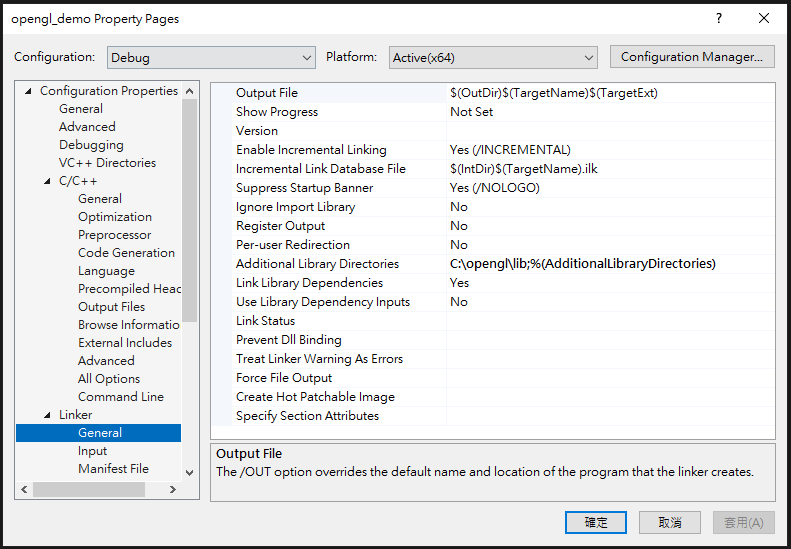 opengl_demo Property Pages
Configuration: Debug Platform: Active(x64) Configuration Manager...
Configuration Properties
General
Advanced
Debugging
VC++ Directories
C/C++
General
Optimization
Preprocessor
Code Generation
Language
Precompiled Head
Output Files
Browse Informatio
External Includes
Advanced
All Options
Command Line
Linker
General
Input
Manifest File
Output File $(OutDir)$(TargetName)$(TargetExt)
Show Progress Not Set
Version
Enable Incremental Linking Yes (/INCREMENTAL)
Incremental Link Database File $(IntDir)$(TargetName).ilk
Suppress Startup Banner Yes (/NOLOGO)
Ignore Import Library No
Register Output No
Per-user Redirection No
Additional Library Directories C:\opengl\lib;%(AdditionalLibraryDirectories)
Link Library Dependencies Yes
Use Library Dependency Inputs No
Link Status
Prevent Dll Binding
Treat Linker Warning As Errors
Force File Output
Create Hot Patchable Image
Specify Section Attributes
Output File
The /OUT option overrides the default name and location of the program that the linker creates.
確定 取消 套用(A)